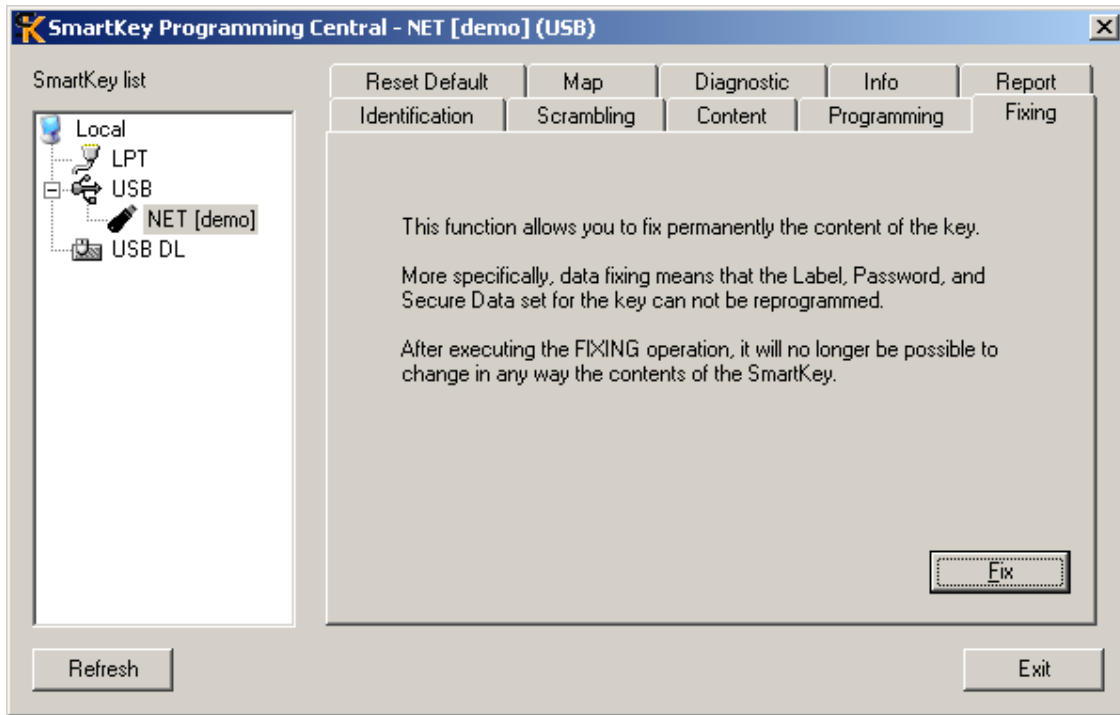 SmartKey Programming Central - NET [demo] (USB)
SmartKey list
Local
LPT
USB
NET [demo]
USB DL
Reset Default
Map
Diagnostic
Info
Report
Identification
Scrambling
Content
Programming
Fixing
This function allows you to fix permanently the content of the key.
More specifically, data fixing means that the Label, Password, and
Secure Data set for the key can not be reprogrammed.
After executing the FIXING operation, it will no longer be possible to
change in any way the contents of the SmartKey.
Fix
Refresh
Exit